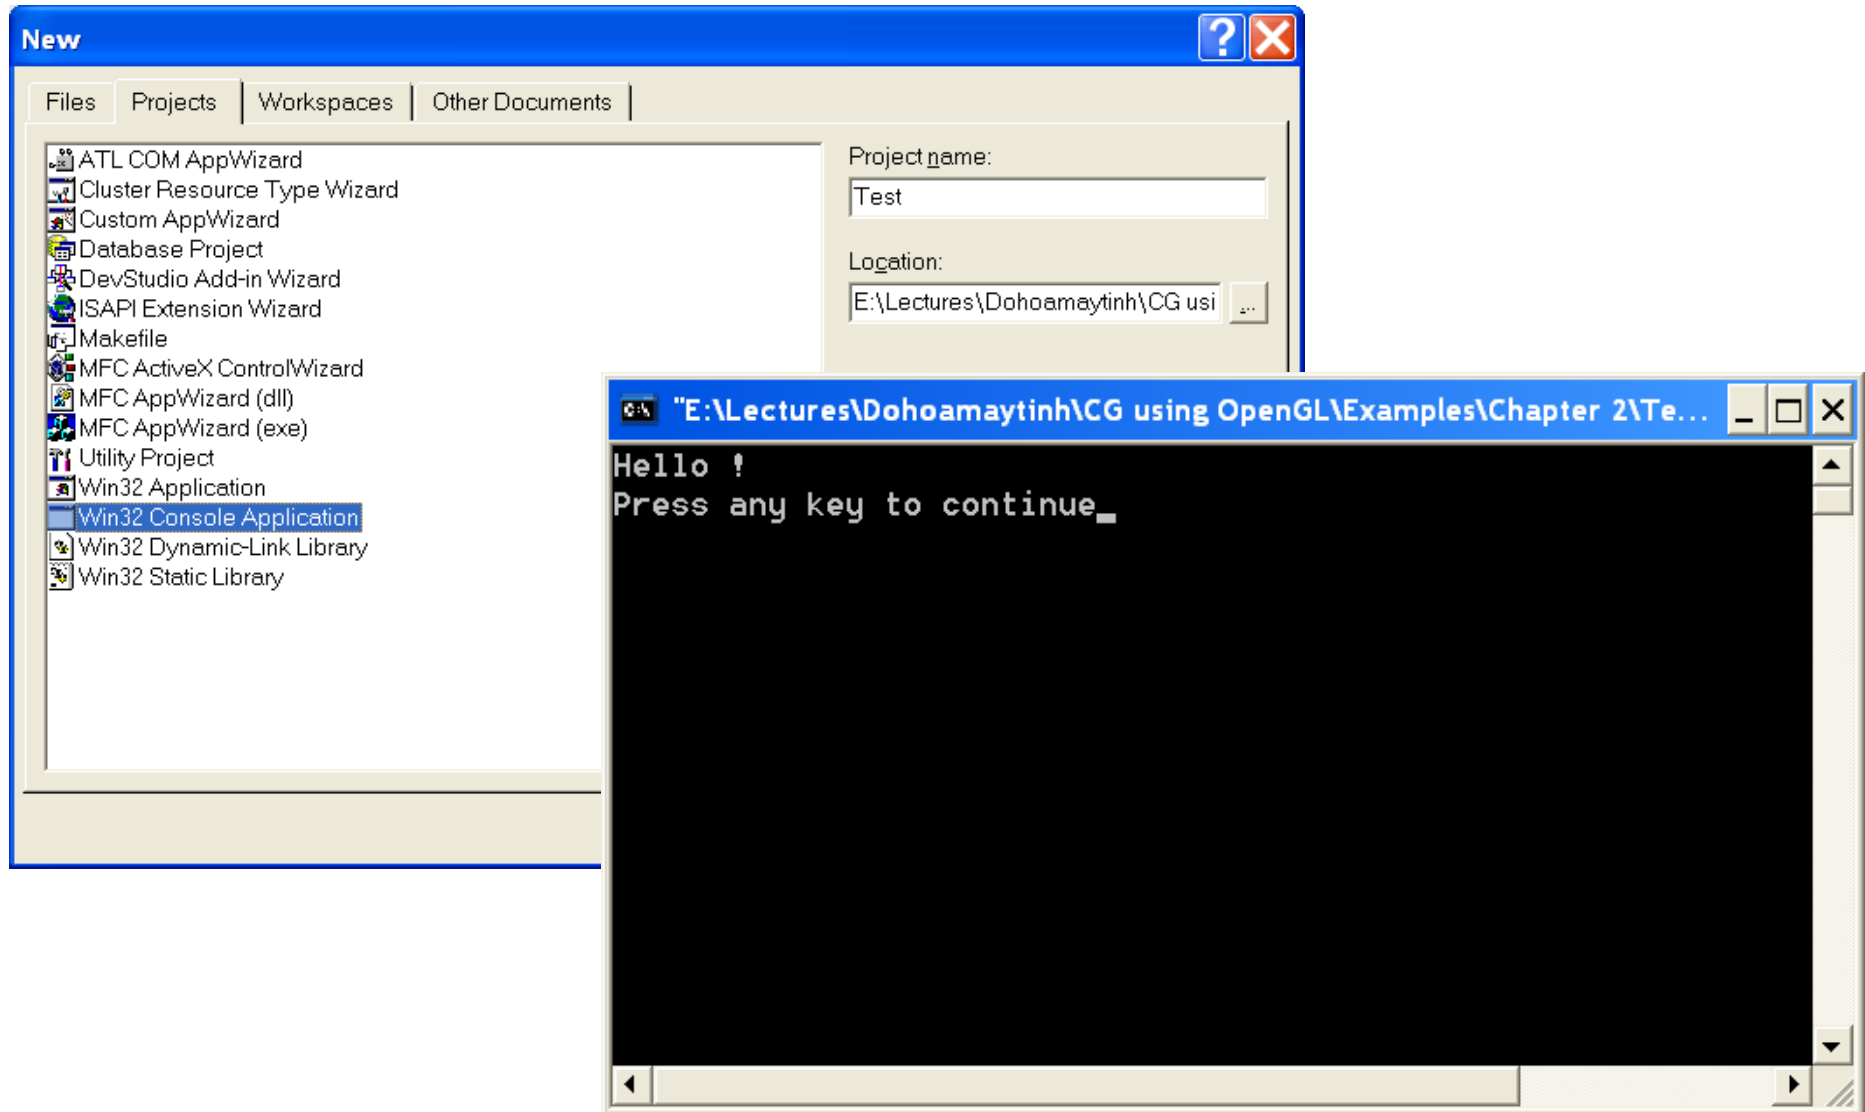 New
Files Projects Workspaces Other Documents
ATL COM AppWizard
Cluster Resource Type Wizard
Custom AppWizard
Database Project
DevStudio Add-in Wizard
ISAPI Extension Wizard
Makefile
MFC ActiveX ControlWizard
MFC AppWizard (dll)
MFC AppWizard (exe)
Utility Project
Win32 Application
Win32 Console Application
Win32 Dynamic-Link Library
Win32 Static Library
Project name:
Test
Location:
E:\Lectures\Dohoamaytinh\CG usi ...
"E:\Lectures\Dohoamaytinh\CG using OpenGL\Examples\Chapter 2\Te...
Hello !
Press any key to continue_